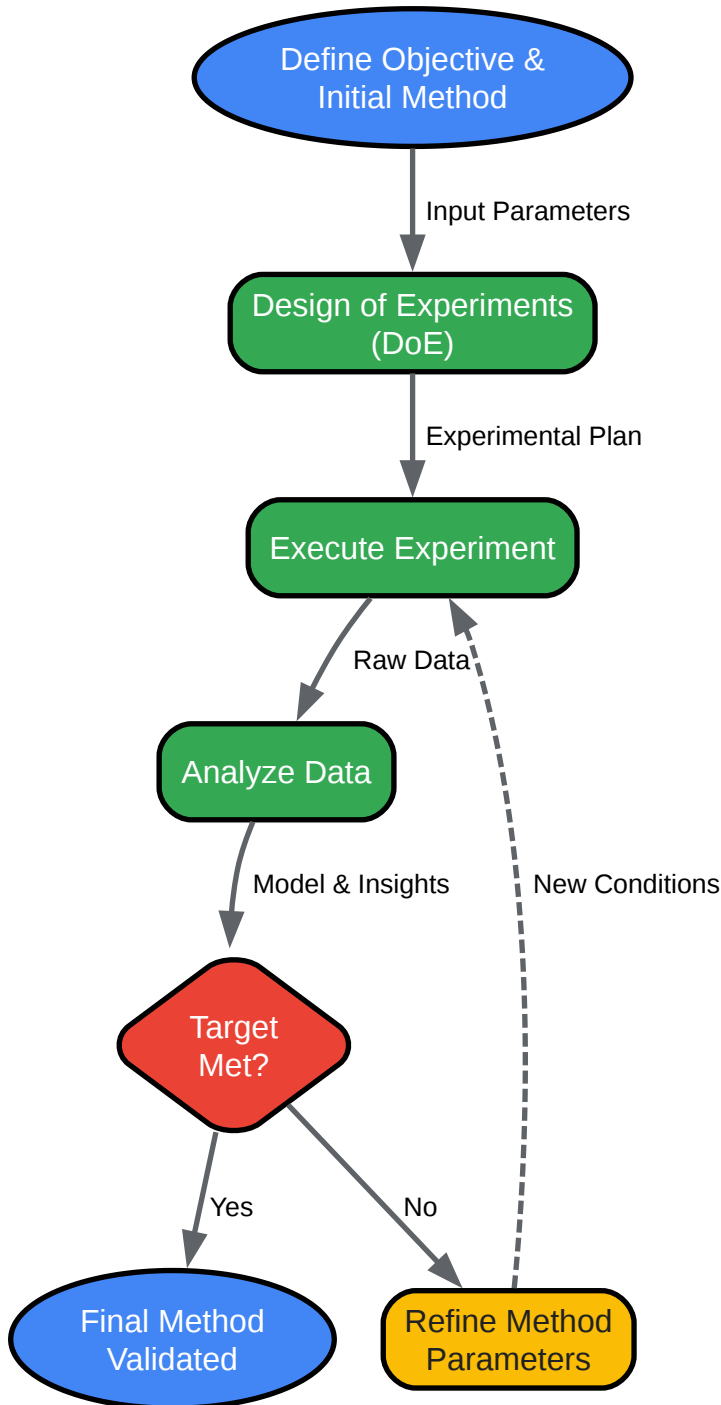 Define Objective &
Initial Method
Input Parameters
Design of Experiments
(DoE)
Experimental Plan
Execute Experiment
Raw Data
Analyze Data
Model & Insights
New Conditions
Target
Met?
Yes
No
Final Method
Validated
Refine Method
Parameters